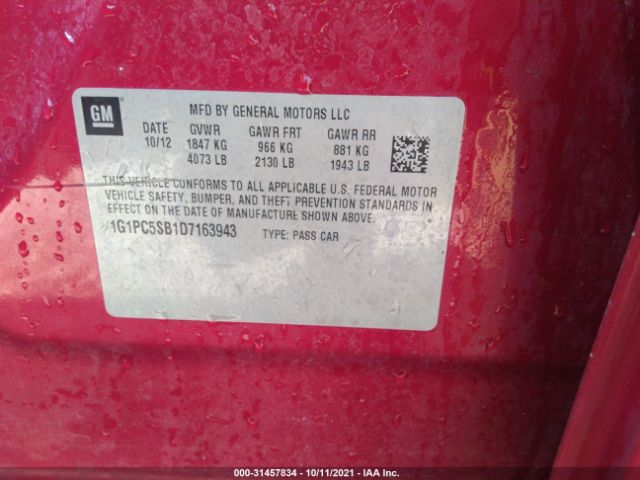 GM
MFD BY GENERAL MOTORS LLC
DATE GVWR GAWR FRT GAWR RR
10/12 1847 KG 966 KG 881 KG
4073 LB 2130 LB 1943 LB
THIS VEHICLE CONFORMS TO ALL APPLICABLE U.S. FEDERAL MOTOR
VEHICLE SAFETY, BUMPER, AND THEFT PREVENTION STANDARDS IN
EFFECT ON THE DATE OF MANUFACTURE SHOWN ABOVE.
1G1PC5SB1D7163943 TYPE: PASS CAR
000-31457834 - 10/11/2021 - IAA Inc.